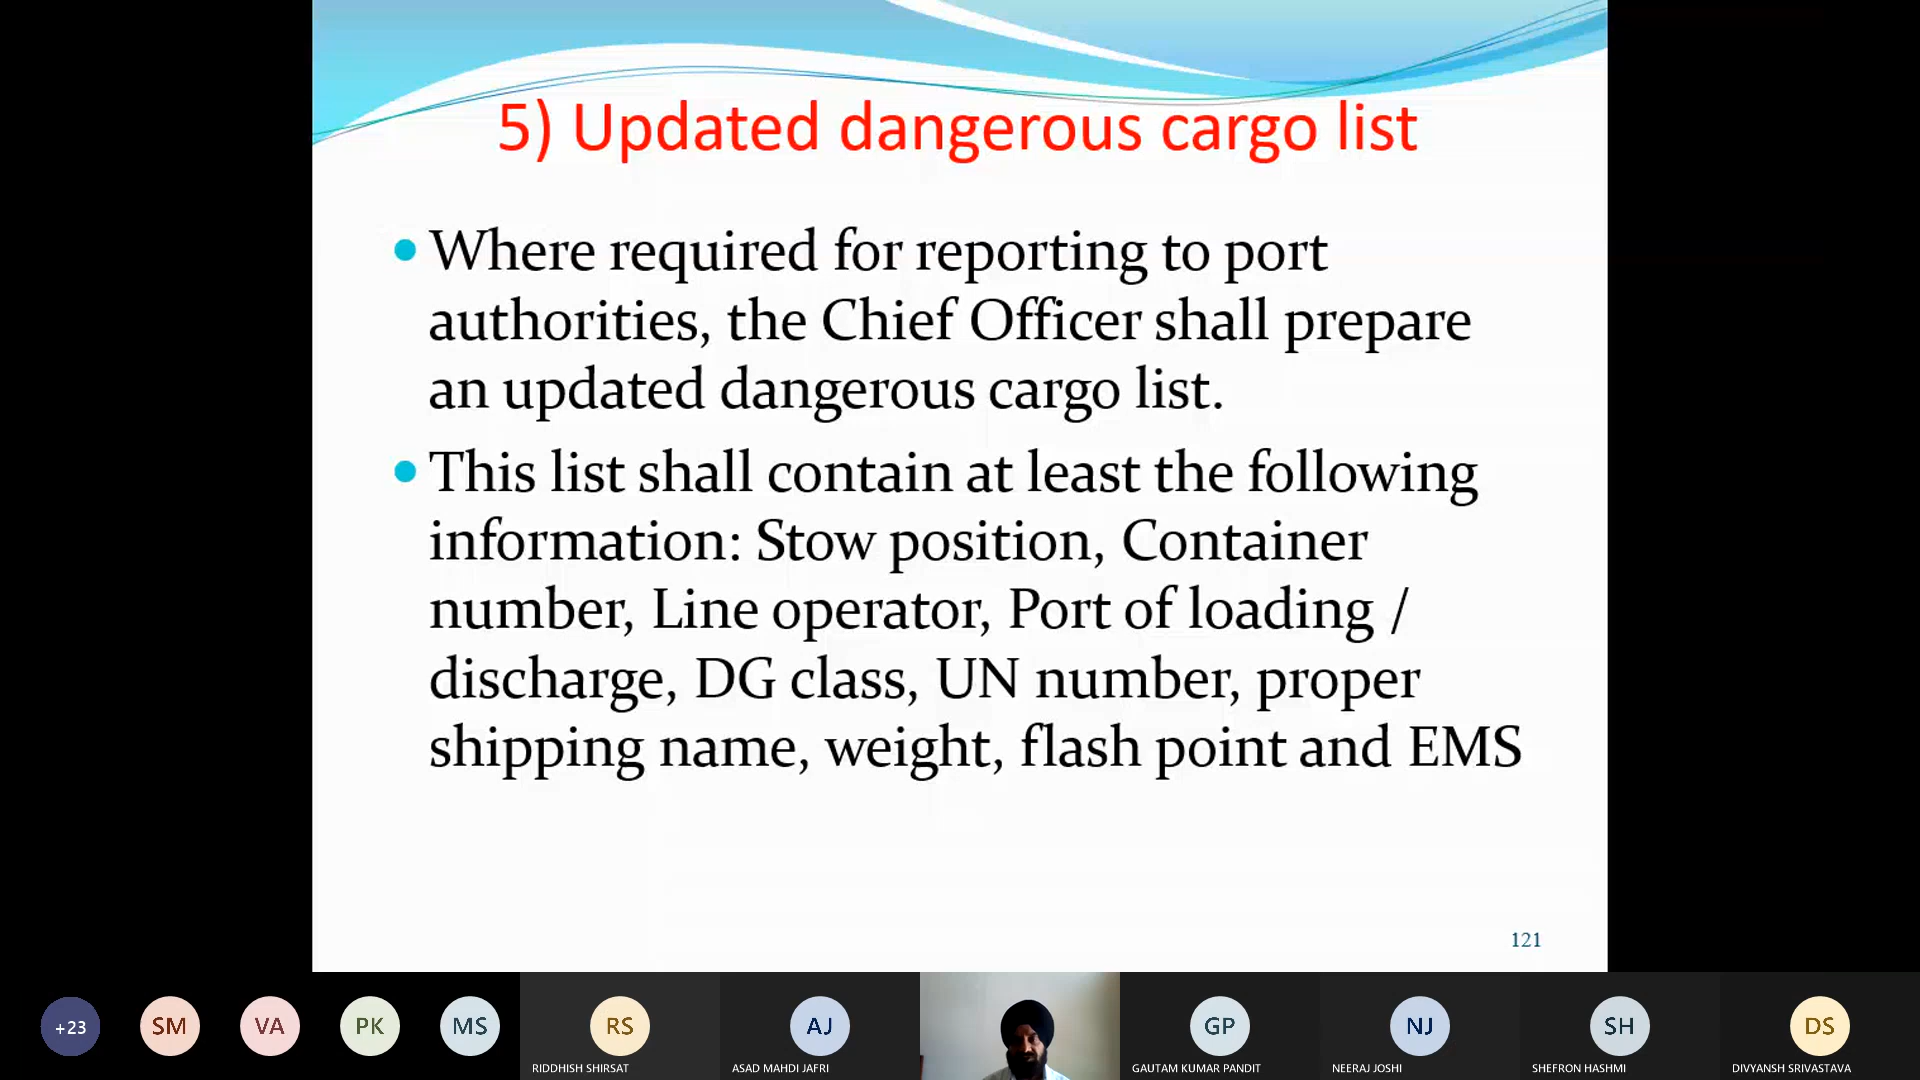 5) Updated dangerous cargo list
Where required for reporting to port
authorities, the Chief Officer shall prepare
an updated dangerous cargo list.
This list shall contain at least the following
information: Stow position, Container
number, Line operator, Port of loading /
discharge, DG class, UN number, proper
shipping name, weight, flash point and EMS
121
+23
SM
VA
PK
MS
RS
AJ
GP
NJ
SH
DS
RIDDHISH SHIRSAT
ASAD MAHDI JAFRI
GAUTAM KUMAR PANDIT
NEERAJ JOSHI
SHEFRON HASHMI
DIVYANSH SRIVASTAVA